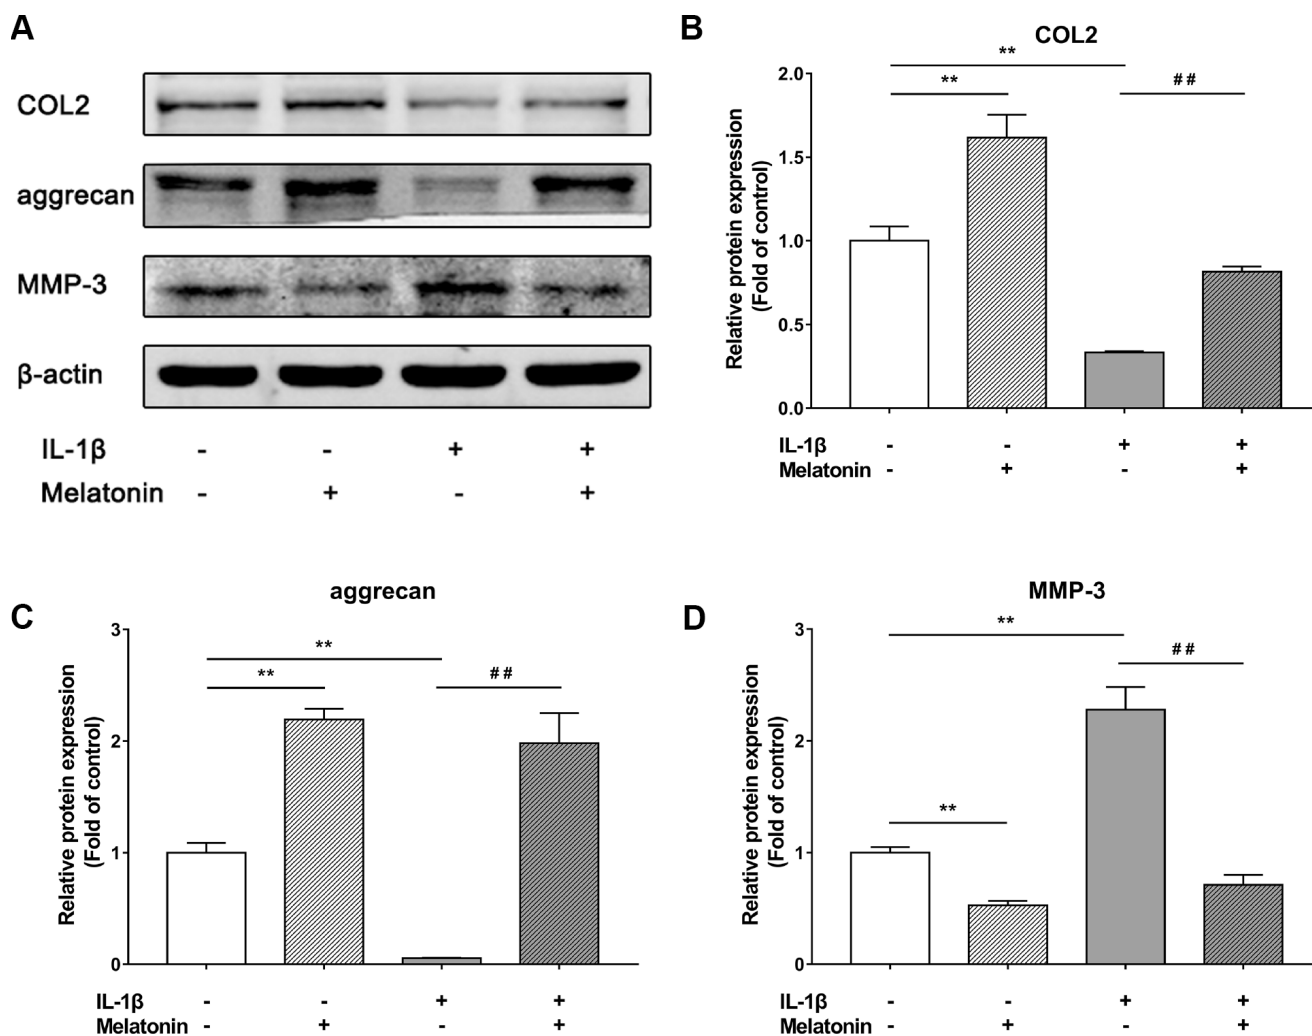 A
COL2
aggrecan
MMP-3
β-actin
IL-1β - - + +
Melatonin - + - +
B
COL2
**
** ##
Relative protein expression
(Fold of control)
2.0
1.5
1.0
0.5
0.0
IL-1β - - + +
Melatonin - + - +
C
aggrecan
**
** ##
Relative protein expression
(Fold of control)
3
2
1
0
IL-1β - - + +
Melatonin - + - +
D
MMP-3
**
##
**
Relative protein expression
(Fold of control)
3
2
1
0
IL-1β - - + +
Melatonin - + - +